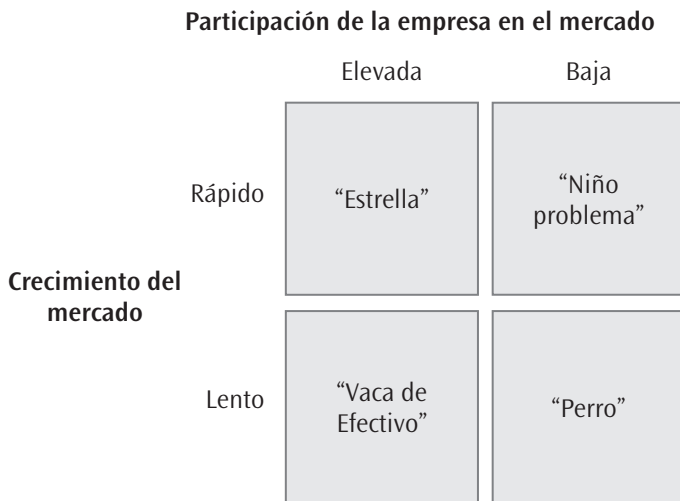 Participación de la empresa en el mercado
Elevada
Baja
Rápido
“Estrella”
“Niño
problema”
Crecimiento del
mercado
Lento
“Vaca de
Efectivo”
“Perro”